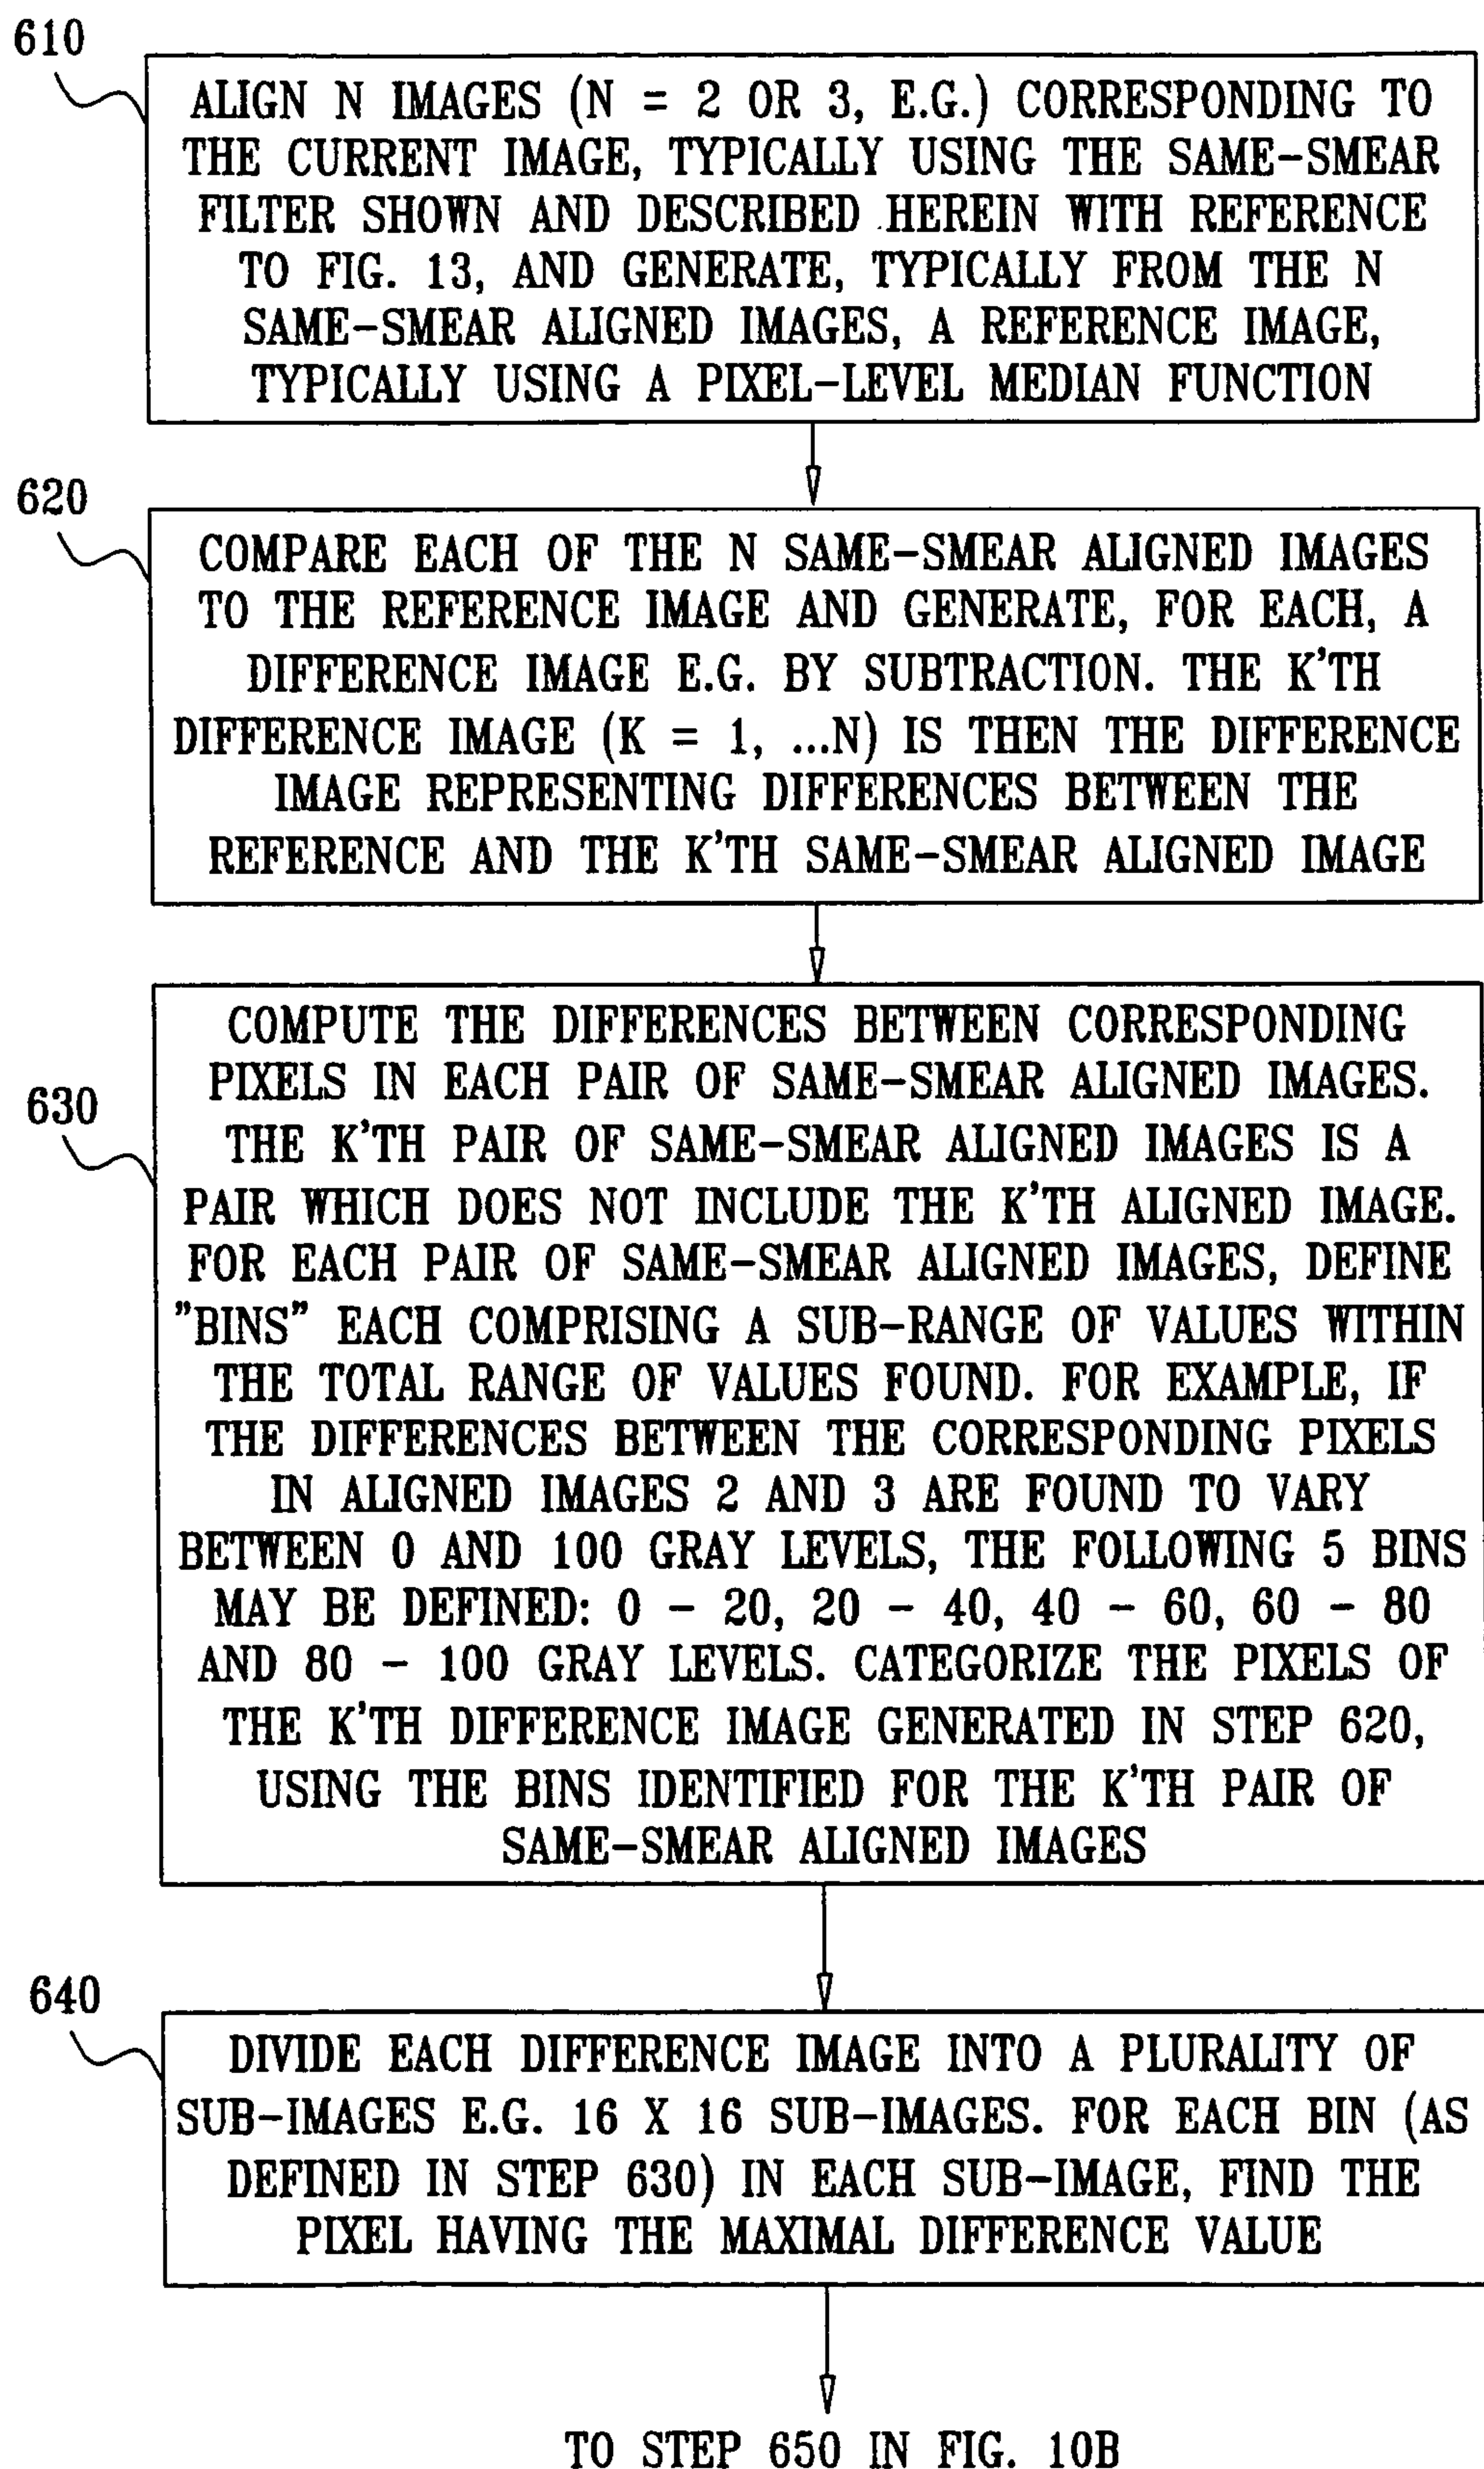 610
ALIGN N IMAGES (N = 2 OR 3, E.G.) CORRESPONDING TO
THE CURRENT IMAGE, TYPICALLY USING THE SAME-SMEAR
FILTER SHOWN AND DESCRIBED HEREIN WITH REFERENCE
TO FIG. 13, AND GENERATE, TYPICALLY FROM THE N
SAME-SMEAR ALIGNED IMAGES, A REFERENCE IMAGE,
TYPICALLY USING A PIXEL-LEVEL MEDIAN FUNCTION
620
COMPARE EACH OF THE N SAME-SMEAR ALIGNED IMAGES
TO THE REFERENCE IMAGE AND GENERATE, FOR EACH, A
DIFFERENCE IMAGE E.G. BY SUBTRACTION. THE K'TH
DIFFERENCE IMAGE (K = 1, ...N) IS THEN THE DIFFERENCE
IMAGE REPRESENTING DIFFERENCES BETWEEN THE
REFERENCE AND THE K'TH SAME-SMEAR ALIGNED IMAGE
630
COMPUTE THE DIFFERENCES BETWEEN CORRESPONDING
PIXELS IN EACH PAIR OF SAME-SMEAR ALIGNED IMAGES.
THE K'TH PAIR OF SAME-SMEAR ALIGNED IMAGES IS A
PAIR WHICH DOES NOT INCLUDE THE K'TH ALIGNED IMAGE.
FOR EACH PAIR OF SAME-SMEAR ALIGNED IMAGES, DEFINE
"BINS" EACH COMPRISING A SUB-RANGE OF VALUES WITHIN
THE TOTAL RANGE OF VALUES FOUND. FOR EXAMPLE, IF
THE DIFFERENCES BETWEEN THE CORRESPONDING PIXELS
IN ALIGNED IMAGES 2 AND 3 ARE FOUND TO VARY
BETWEEN 0 AND 100 GRAY LEVELS, THE FOLLOWING 5 BINS
MAY BE DEFINED: 0 - 20, 20 - 40, 40 - 60, 60 - 80
AND 80 - 100 GRAY LEVELS. CATEGORIZE THE PIXELS OF
THE K'TH DIFFERENCE IMAGE GENERATED IN STEP 620,
USING THE BINS IDENTIFIED FOR THE K'TH PAIR OF
SAME-SMEAR ALIGNED IMAGES
640
DIVIDE EACH DIFFERENCE IMAGE INTO A PLURALITY OF
SUB-IMAGES E.G. 16 X 16 SUB-IMAGES. FOR EACH BIN (AS
DEFINED IN STEP 630) IN EACH SUB-IMAGE, FIND THE
PIXEL HAVING THE MAXIMAL DIFFERENCE VALUE
TO STEP 650 IN FIG. 10B